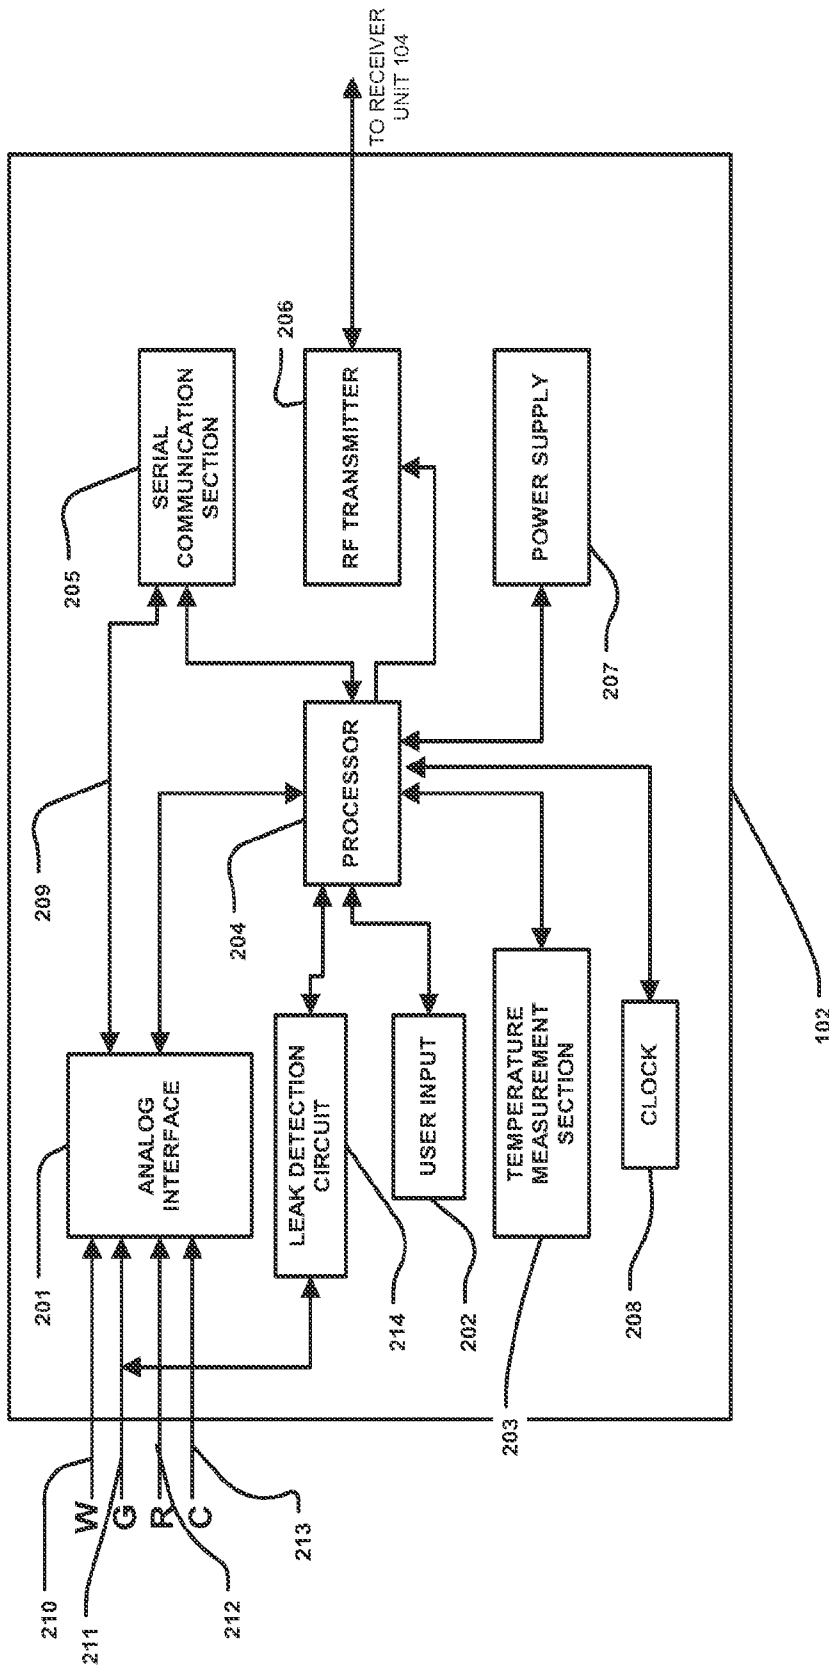 210
W
211
G
212
R
213
C
201
ANALOG
INTERFACE
209
205
SERIAL
COMMUNICATION
SECTION
214
LEAK DETECTION
CIRCUIT
204
PROCESSOR
206
RF TRANSMITTER
TO RECEIVER
UNIT 104
202
USER INPUT
203
TEMPERATURE
MEASUREMENT
SECTION
207
POWER SUPPLY
208
CLOCK
102